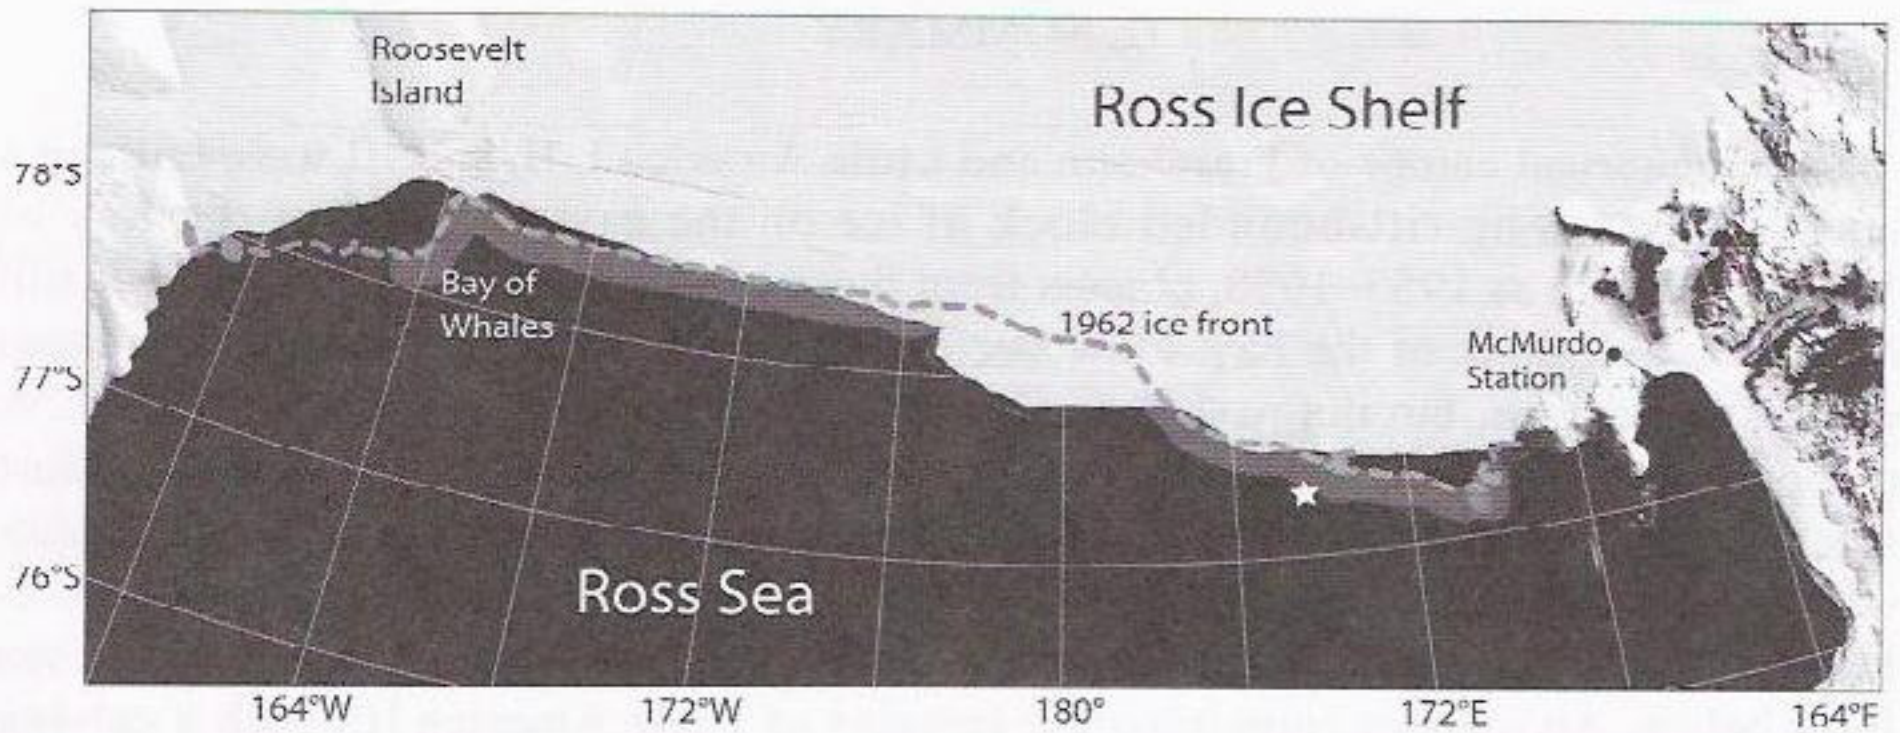 Roosevelt
Island
Ross Ice Shelf
78°S
Bay of
Whales
1962 ice front
McMurdo
Station
77°S
76°S
Ross Sea
164°W
172°W
180°
172°E
164°E